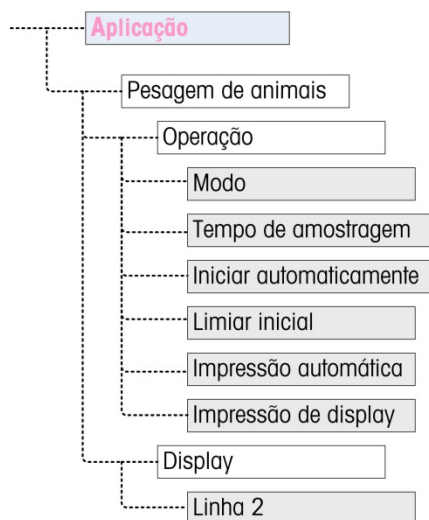 Aplicação
Pesagem de animais
Operação
Modo
Tempo de amostragem
Iniciar automaticamente
Limiar inicial
Impressão automática
Impressão de display
Display
Linha 2